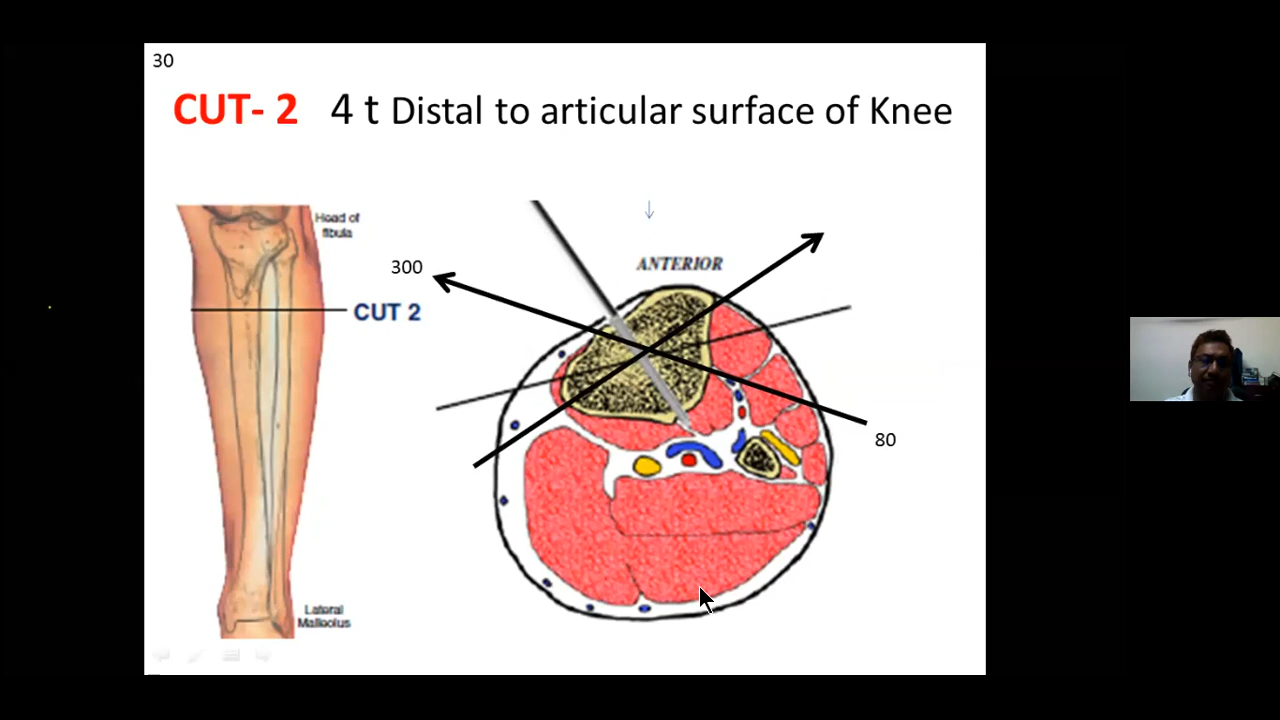 30
CUT- 2 4 t Distal to articular surface of Knee
Head of
fibula
300
ANTERIOR
CUT 2
80
Lateral
Malleolus